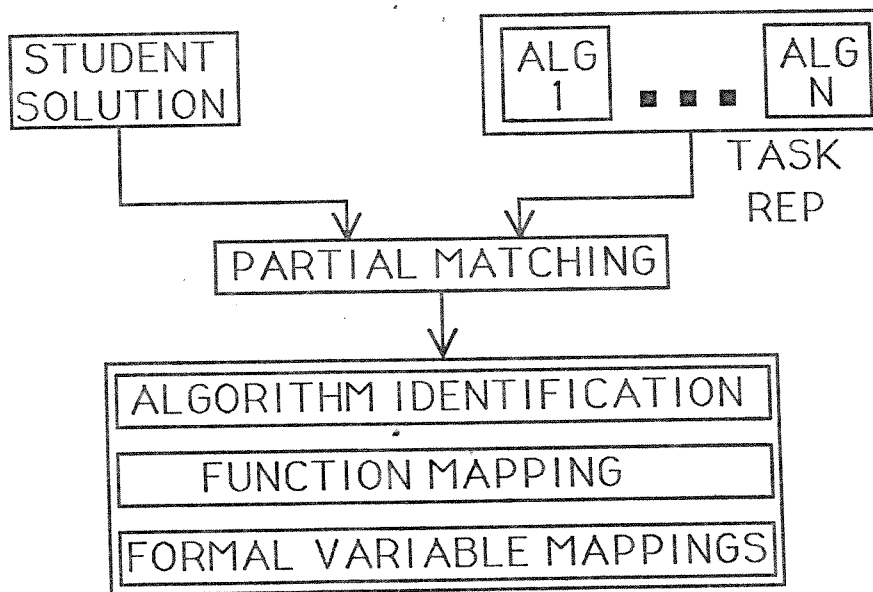 STUDENT
SOLUTION
ALG
1
ALG
N
TASK
REP
PARTIAL MATCHING
ALGORITHM IDENTIFICATION
FUNCTION MAPPING
FORMAL VARIABLE MAPPINGS